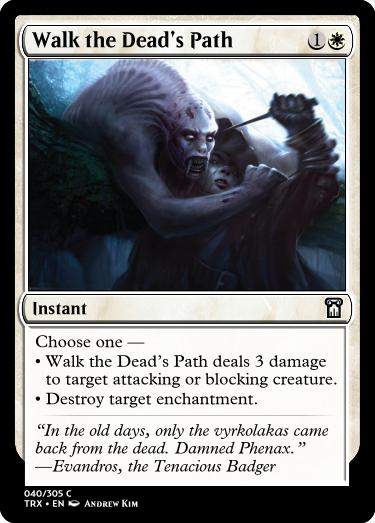 Walk the Dead's Path 1
Instant
Choose one —
• Walk the Dead's Path deals 3 damage
to target attacking or blocking creature.
• Destroy target enchantment.
"In the old days, only the vyrkolakas came
back from the dead. Damned Phenax."
—Evandros, the Tenacious Badger
040/305 C
TRX • EN Andrew Kim